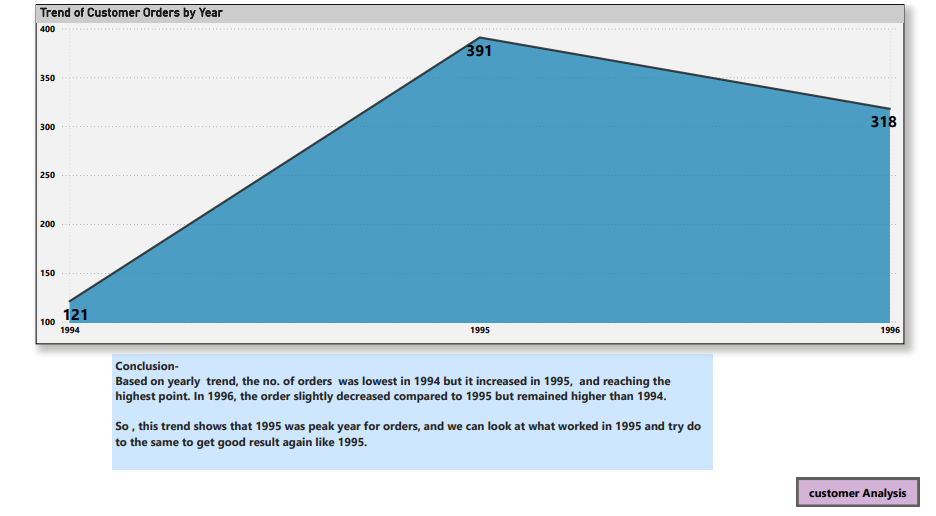 Trend of Customer Orders by Year
400
350
300
250
200
150
100
391
318
121
1994
1995
1996
Conclusion-
Based on yearly trend, the no. of orders was lowest in 1994 but it increased in 1995, and reaching the
highest point. In 1996, the order slightly decreased compared to 1995 but remained higher than 1994.
So , this trend shows that 1995 was peak year for orders, and we can look at what worked in 1995 and try do
to the same to get good result again like 1995.
customer Analysis